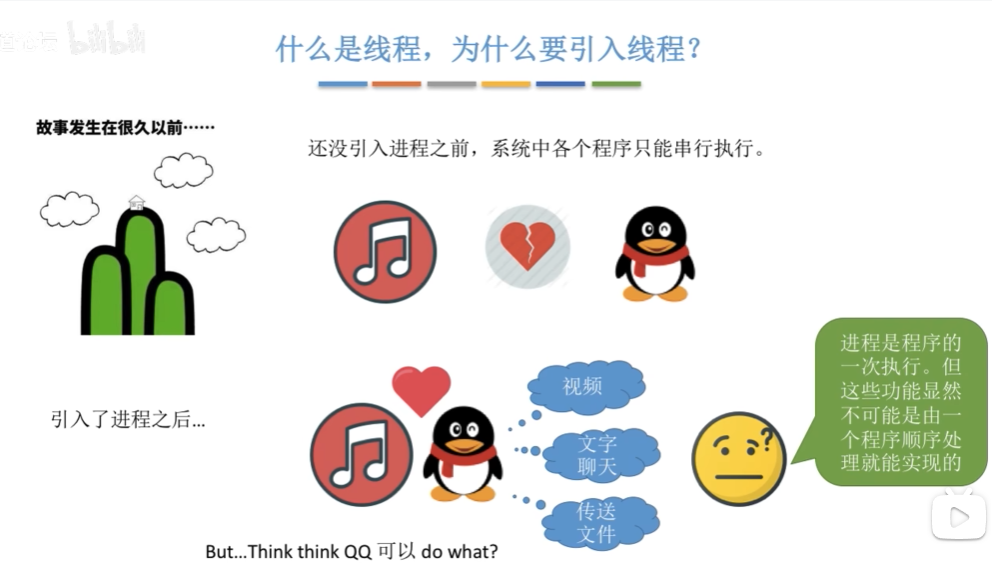 bilibili
什么是线程，为什么要引入线程？
故事发生在很久以前……
还没引入进程之前，系统中各个程序只能串行执行。
引入了进程之后...
视频
文字
聊天
传送
文件
?
进程是程序的
一次执行。但
这些功能显然
不可能是由一
个程序顺序处
理就能实现的
But...Think think QQ 可以 do what?